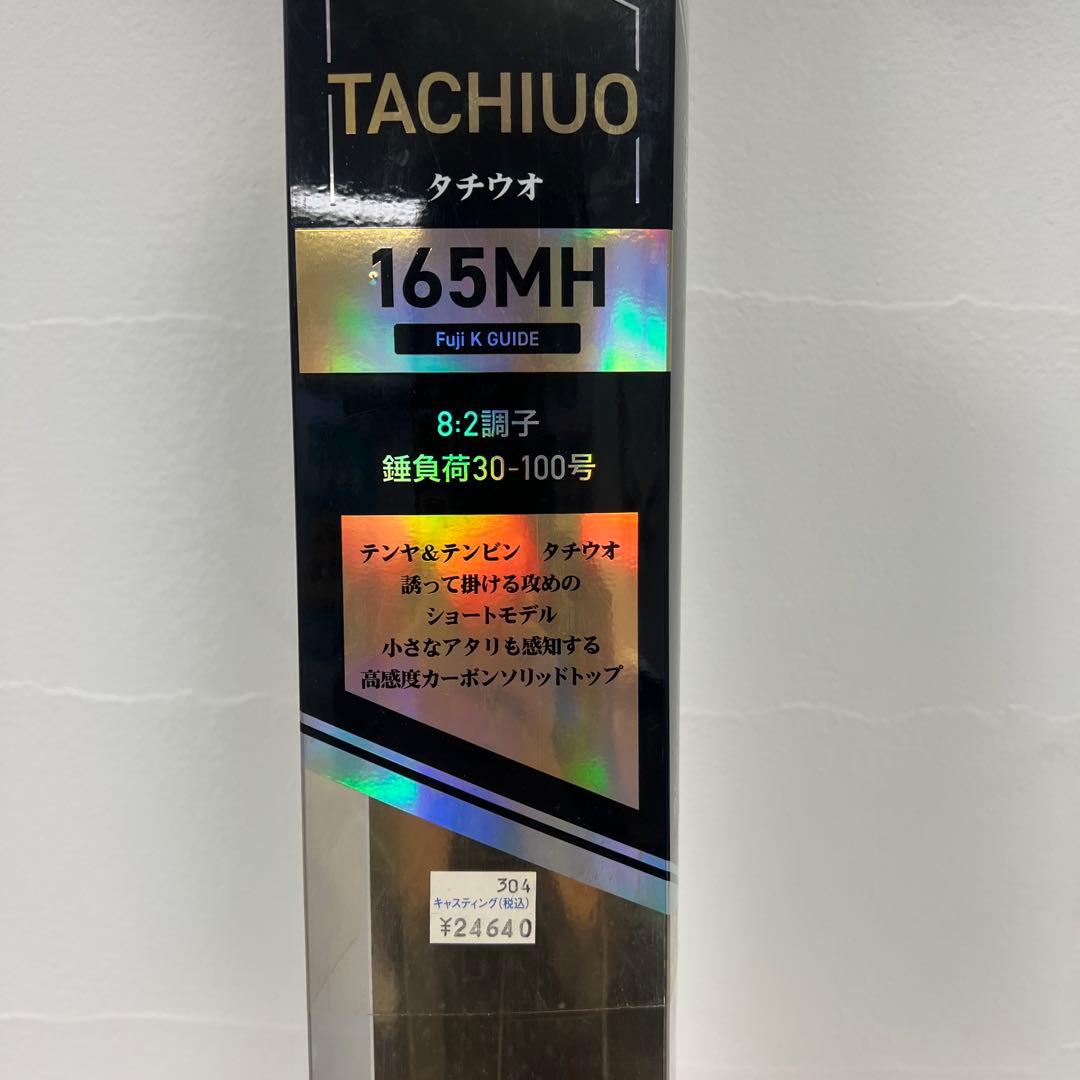 TACHIUO
タチウオ
165MH
Fuji K GUIDE
8:2調子
錘負荷30-100号
テンヤ&テンビン　タチウオ
誘って掛ける攻めの
ショートモデル
小さなアタリも感知する
高感度カーボンソリッドトップ
304
キャスティング(税込)
¥24640